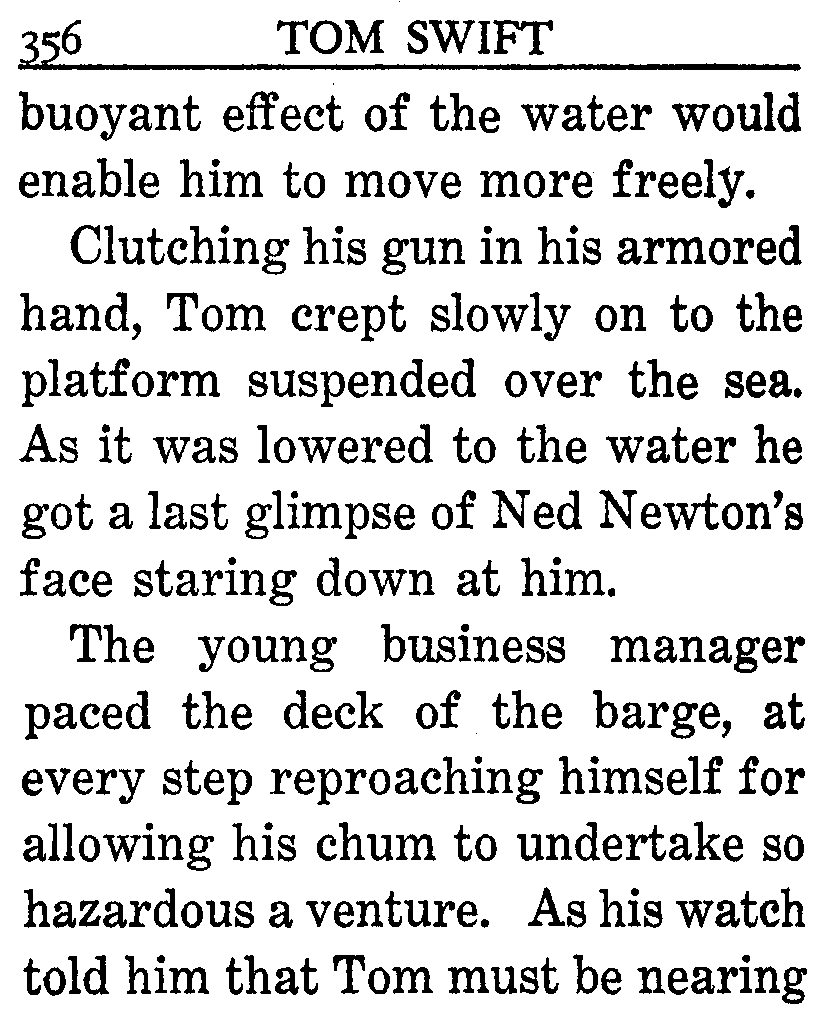 356 TOM SWIFT
buoyant effect of the water would
enable him to move more freely.
Clutching his gun in his armored
hand, Tom crept slowly on to the
platform suspended over the sea.
As it was lowered to the water he
got a last glimpse of Ned Newton's
face staring down at him.
The young business manager
paced the deck of the barge, at
every step reproaching himself for
allowing his chum to undertake so
hazardous a venture. As his watch
told him that Tom must be nearing